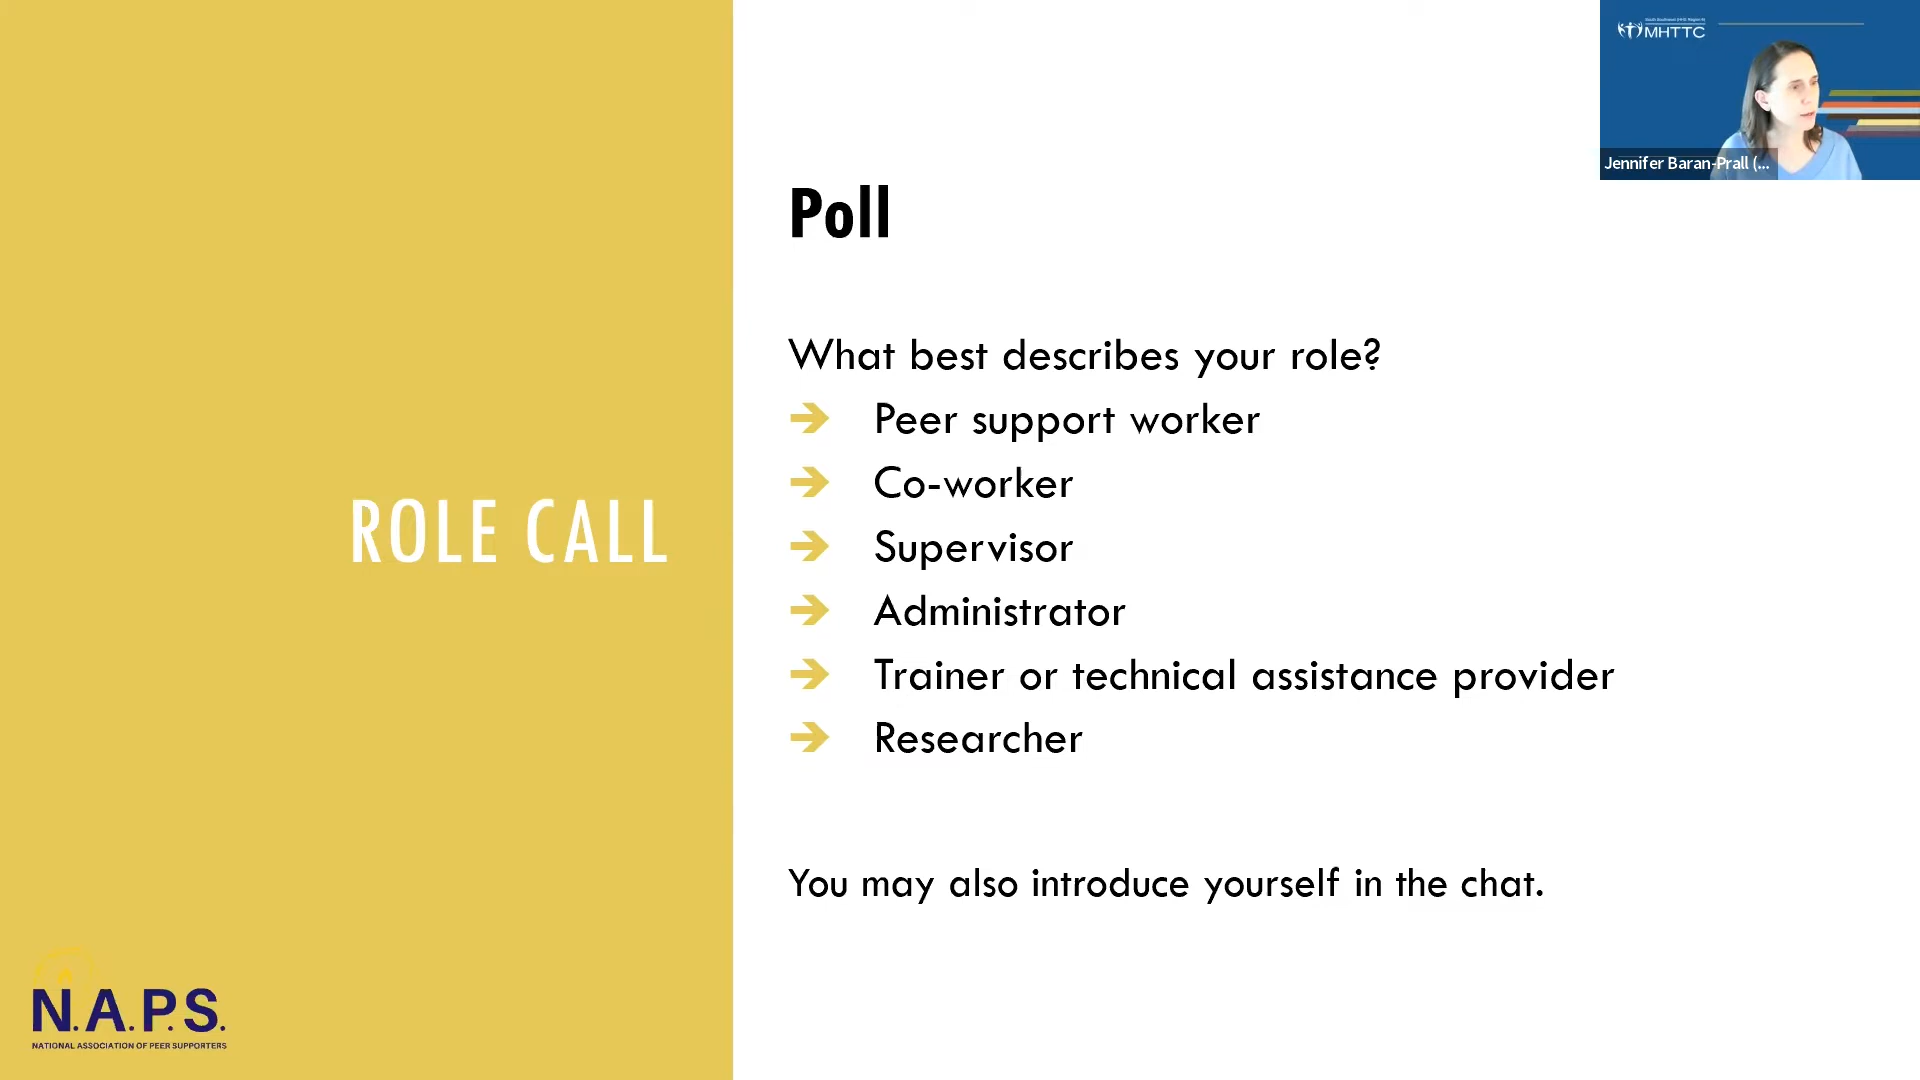 MHTTC
Jennifer Baran-Prall (...
Poll
What best describes your role?
Peer support worker
Co-worker
Supervisor
Administrator
Trainer or technical assistance provider
Researcher
You may also introduce yourself in the chat.
ROLE CALL
N.A.P.S.
NATIONAL ASSOCIATION OF PEER SUPPORTERS